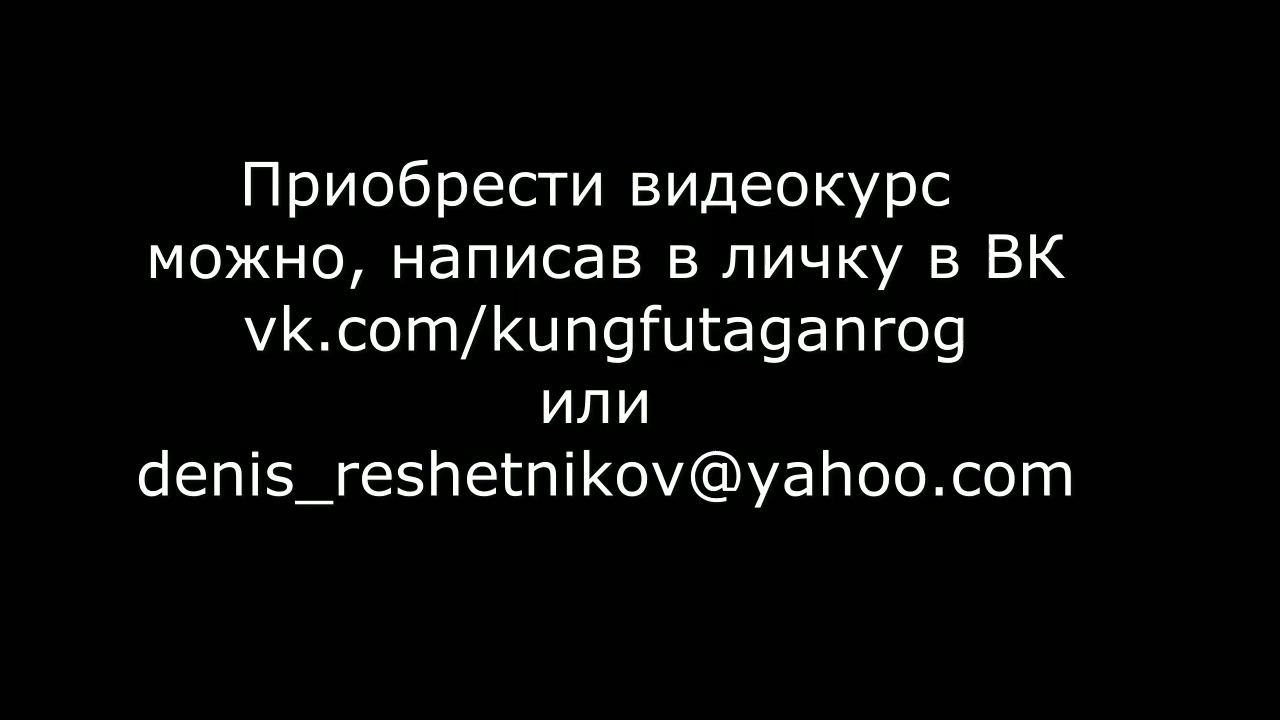 Приобрести видеокурс
можно, написав в личку в ВК
vk.com/kungfutaganrog
или
denis_reshetnikov@yahoo.com